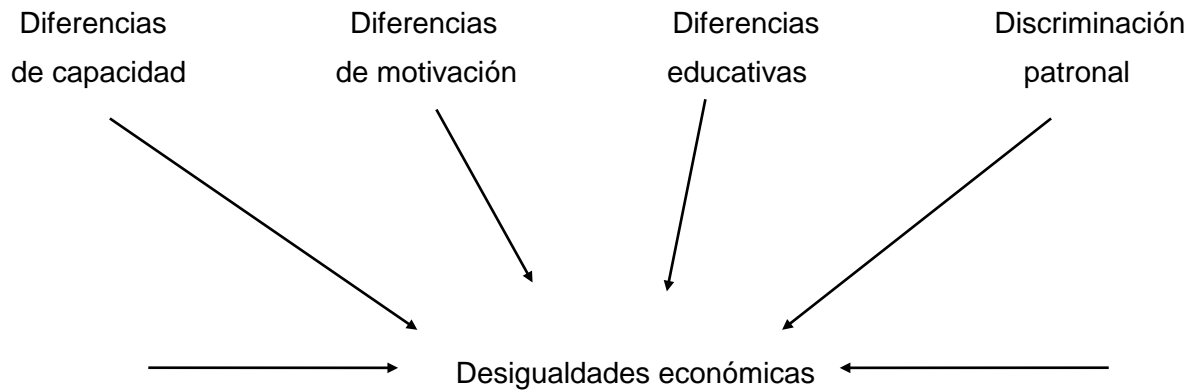 Diferencias
de capacidad
Diferencias
de motivación
Diferencias
educativas
Discriminación
patronal
Desigualdades económicas